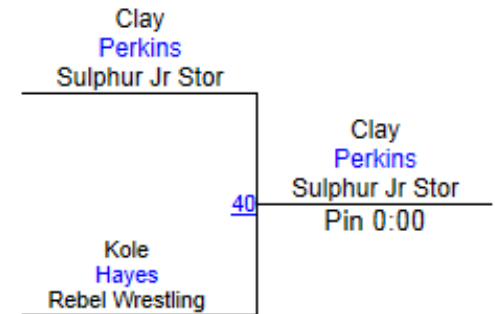 Clay
Perkins
Sulphur Jr Stor
Clay
Perkins
Sulphur Jr Stor
40
Pin 0:00
Kole
Hayes
Rebel Wrestling